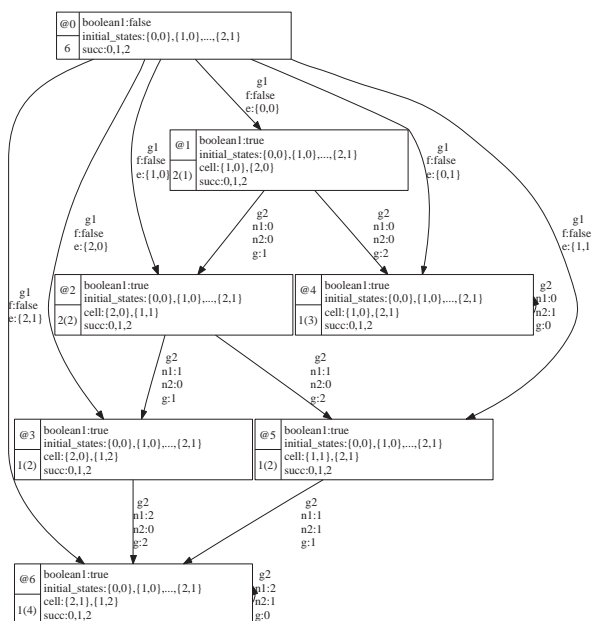 @0
6
boolean1:false
initial_states:{0,0},{1,0},...,{2,1}
succ:0,1,2
g1
f:false
e:{0,0}
@1
2(1)
boolean1:true
initial_states:{0,0},{1,0},...,{2,1}
cell:{1,0},{2,0}
succ:0,1,2
g1
f:false
e:{1,0}
g1
f:false
e:{0,1}
g1
f:false
e:{2,0}
g1
f:false
e:{1,1
g1
f:false
e:{2,1}
g2
n1:0
n2:0
g:1
g2
n1:0
n2:0
g:2
@2
2(2)
boolean1:true
initial_states:{0,0},{1,0},...,{2,1}
cell:{2,0},{1,1}
succ:0,1,2
@4
1(3)
boolean1:true
initial_states:{0,0},{1,0},...,{2,1}
cell:{1,0},{2,1}
succ:0,1,2
g2
n1:0
n2:1
g:0
g2
n1:1
n2:0
g:1
g2
n1:1
n2:0
g:2
@3
1(2)
boolean1:true
initial_states:{0,0},{1,0},...,{2,1}
cell:{2,0},{1,2}
succ:0,1,2
@5
1(2)
boolean1:true
initial_states:{0,0},{1,0},...,{2,1}
cell:{1,1},{2,1}
succ:0,1,2
g2
n1:2
n2:0
g:2
g2
n1:1
n2:1
g:1
@6
1(4)
boolean1:true
initial_states:{0,0},{1,0},...,{2,1}
cell:{2,1},{1,2}
succ:0,1,2
g2
n1:2
n2:1
g:0